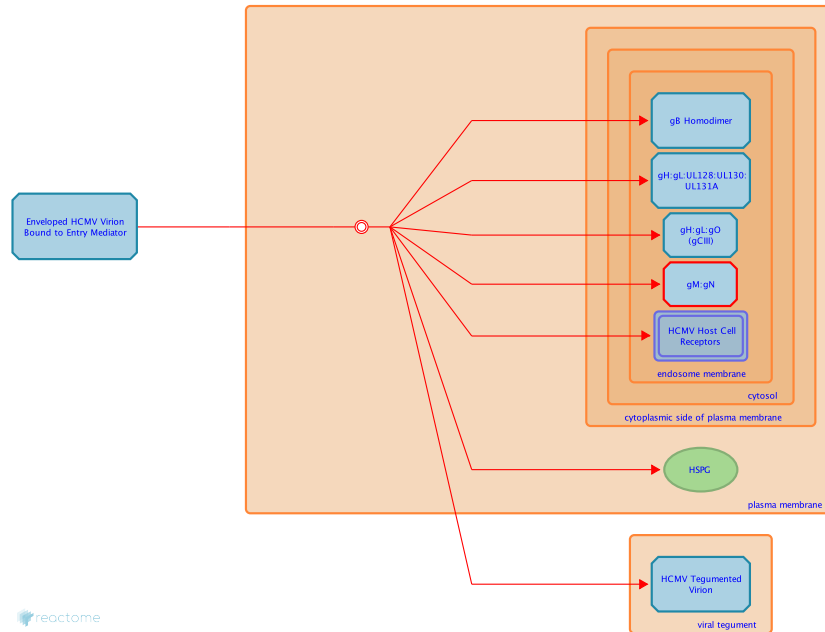 gB Homodimer
gH:gL:UL128:UL130:
UL131A
Enveloped HCMV Virion
Bound to Entry Mediator
gH:gL:gO
(gCIII)
gM:gN
HCMV Host Cell
Receptors
endosome membrane
cytosol
cytoplasmic side of plasma membrane
HSPG
plasma membrane
HCMV Tegumented
Virion
reactome
viral tegument